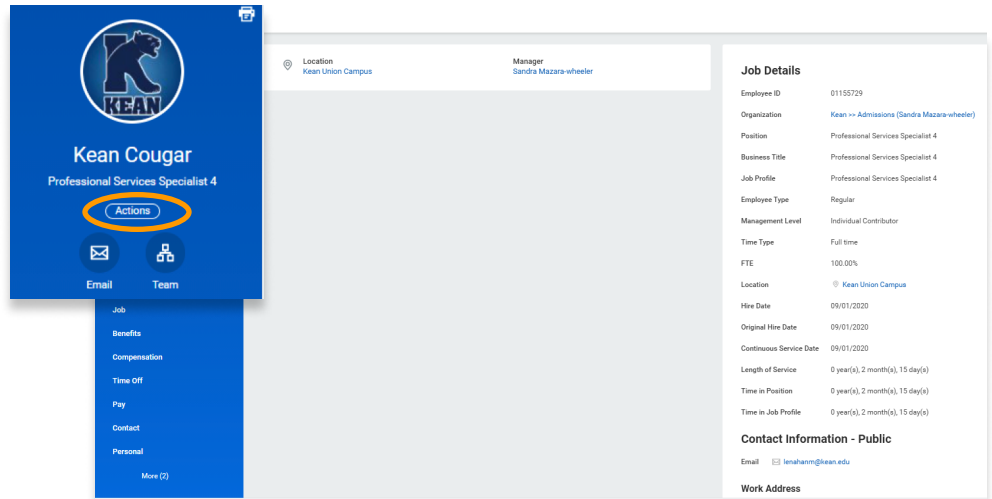 KEAN
Kean Cougar
Professional Services Specialist 4
Actions
Email Team
Job
Benefits
Compensation
Time Off
Pay
Contact
Personal
More (2)
Location
Kean Union Campus
Manager
Sandra Mazara-wheeler
Job Details
Employee ID 01155729
Organization Kean >> Admissions (Sandra Mazara-wheeler)
Position Professional Services Specialist 4
Business Title Professional Services Specialist 4
Job Profile Professional Services Specialist 4
Employee Type Regular
Management Level Individual Contributor
Time Type Full time
FTE 100.00%
Location Kean Union Campus
Hire Date 09/01/2020
Original Hire Date 09/01/2020
Continuous Service Date 09/01/2020
Length of Service 0 year(s), 2 month(s), 15 day(s)
Time in Position 0 year(s), 2 month(s), 15 day(s)
Time in Job Profile 0 year(s), 2 month(s), 15 day(s)
Contact Information - Public
Email lenahanm@kean.edu
Work Address